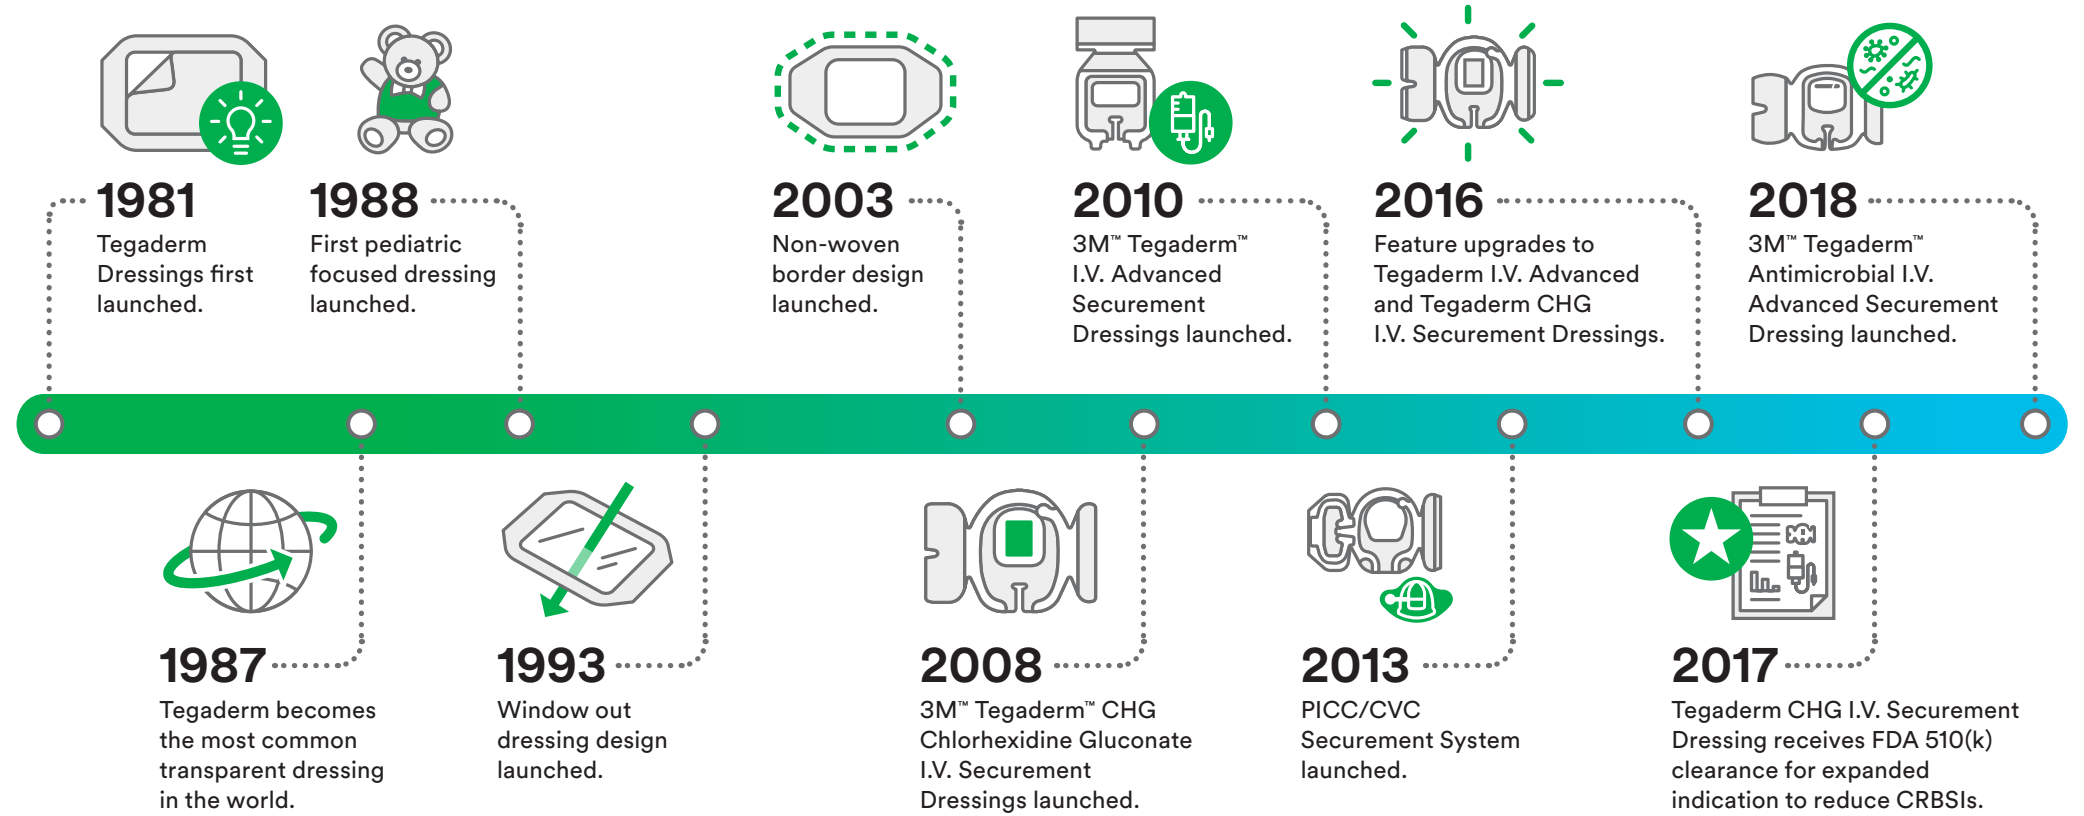 1981
Tegaderm
Dressings first
launched.
1988
First pediatric
focused dressing
launched.
2003
Non-woven
border design
launched.
2010
3M™ Tegaderm™
I.V. Advanced
Securement
Dressings launched.
2016
Feature upgrades to
Tegaderm I.V. Advanced
and Tegaderm CHG
I.V. Securement Dressings.
2018
3M™ Tegaderm™
Antimicrobial I.V.
Advanced Securement
Dressing launched.
1987
Tegaderm becomes
the most common
transparent dressing
in the world.
1993
Window out
dressing design
launched.
2008
3M™ Tegaderm™ CHG
Chlorhexidine Gluconate
I.V. Securement
Dressings launched.
2013
PICC/CVC
Securement System
launched.
2017
Tegaderm CHG I.V. Securement
Dressing receives FDA 510(k)
clearance for expanded
indication to reduce CRBSIs.